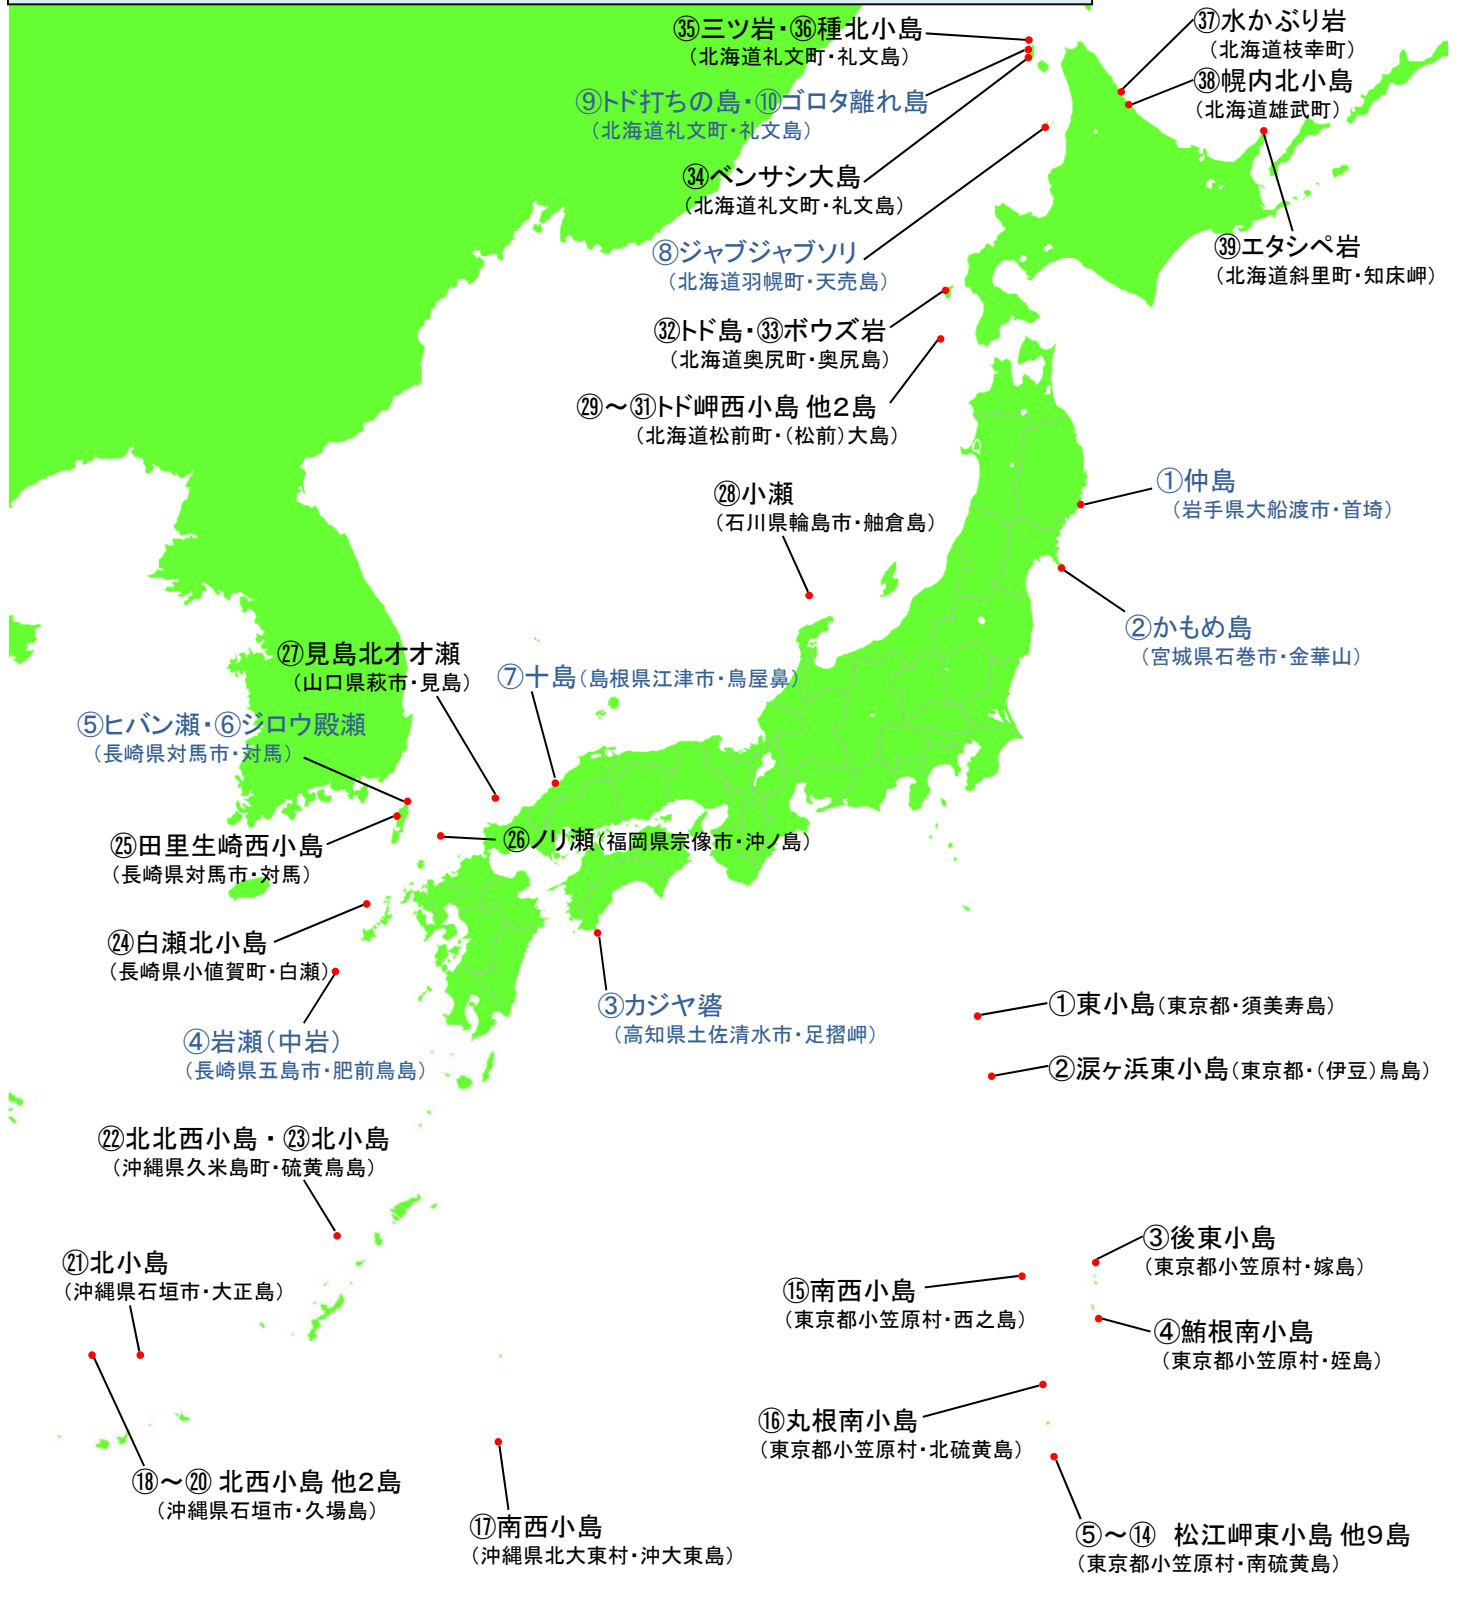 ㉟三ツ岩・㊱種北小島
（北海道礼文町・礼文島）
㊲水かぶり岩
（北海道枝幸町）
㊳幌内北小島
（北海道雄武町）
⑨トド打ちの島・⑩ゴロタ離れ島
（北海道礼文町・礼文島）
㉞ベンサシ大島
（北海道礼文町・礼文島）
⑧ジャブジャブソリ
（北海道羽幌町・天売島）
㊴エタシペ岩
（北海道斜里町・知床岬）
㉜トド島・㉝ボウズ岩
（北海道奥尻町・奥尻島）
㉙～㉛トド岬西小島 他２島
（北海道松前町・（松前）大島）
㉘小瀬
（石川県輪島市・舳倉島）
①仲島
（岩手県大船渡市・首埼）
②かもめ島
（宮城県石巻市・金華山）
㉗見島北オオ瀬
（山口県萩市・見島）
⑦十島（島根県江津市・鳥屋鼻）
⑤ヒバン瀬・⑥ジロウ殿瀬
（長崎県対馬市・対馬）
㉖ノリ瀬（福岡県宗像市・沖ノ島）
㉕田里生崎西小島
（長崎県対馬市・対馬）
㉔白瀬北小島
（長崎県小値賀町・白瀬）
③カジヤ碆
（高知県土佐清水市・足摺岬）
④岩瀬（中岩）
（長崎県五島市・肥前鳥島）
①東小島（東京都・須美寿島）
②涙ヶ浜東小島（東京都・（伊豆）鳥島）
㉒北北西小島・㉓北小島
（沖縄県久米島町・硫黄鳥島）
㉑北小島
（沖縄県石垣市・大正島）
③後東小島
（東京都小笠原村・嫁島）
⑮南西小島
（東京都小笠原村・西之島）
④鮪根南小島
（東京都小笠原村・姪島）
⑯丸根南小島
（東京都小笠原村・北硫黄島）
⑱～⑳ 北西小島 他２島
（沖縄県石垣市・久場島）
⑰南西小島
（沖縄県北大東村・沖大東島）
⑤～⑭ 松江岬東小島 他９島
（東京都小笠原村・南硫黄島）